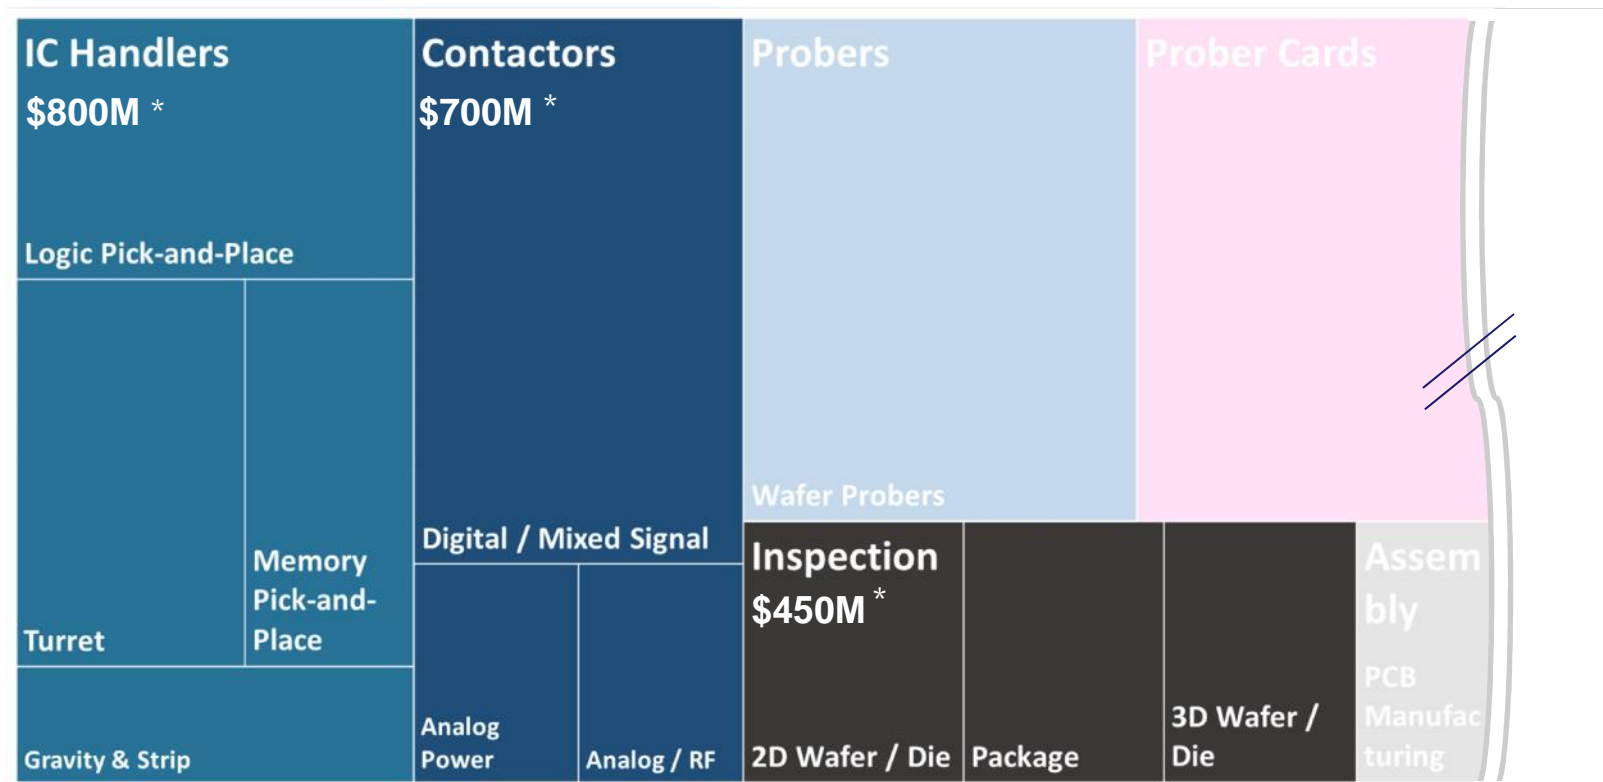 IC Handlers
$800M *
Logic Pick-and-Place
Turret
Memory
Pick-and-
Place
Gravity & Strip
Contactors
$700M *
Digital / Mixed Signal
Analog
Power
Analog / RF
Probers
Wafer Probers
Prober Cards
Inspection
$450M *
2D Wafer / Die
Package
3D Wafer /
Die
Assem
bly
PCB
Manufac
turing